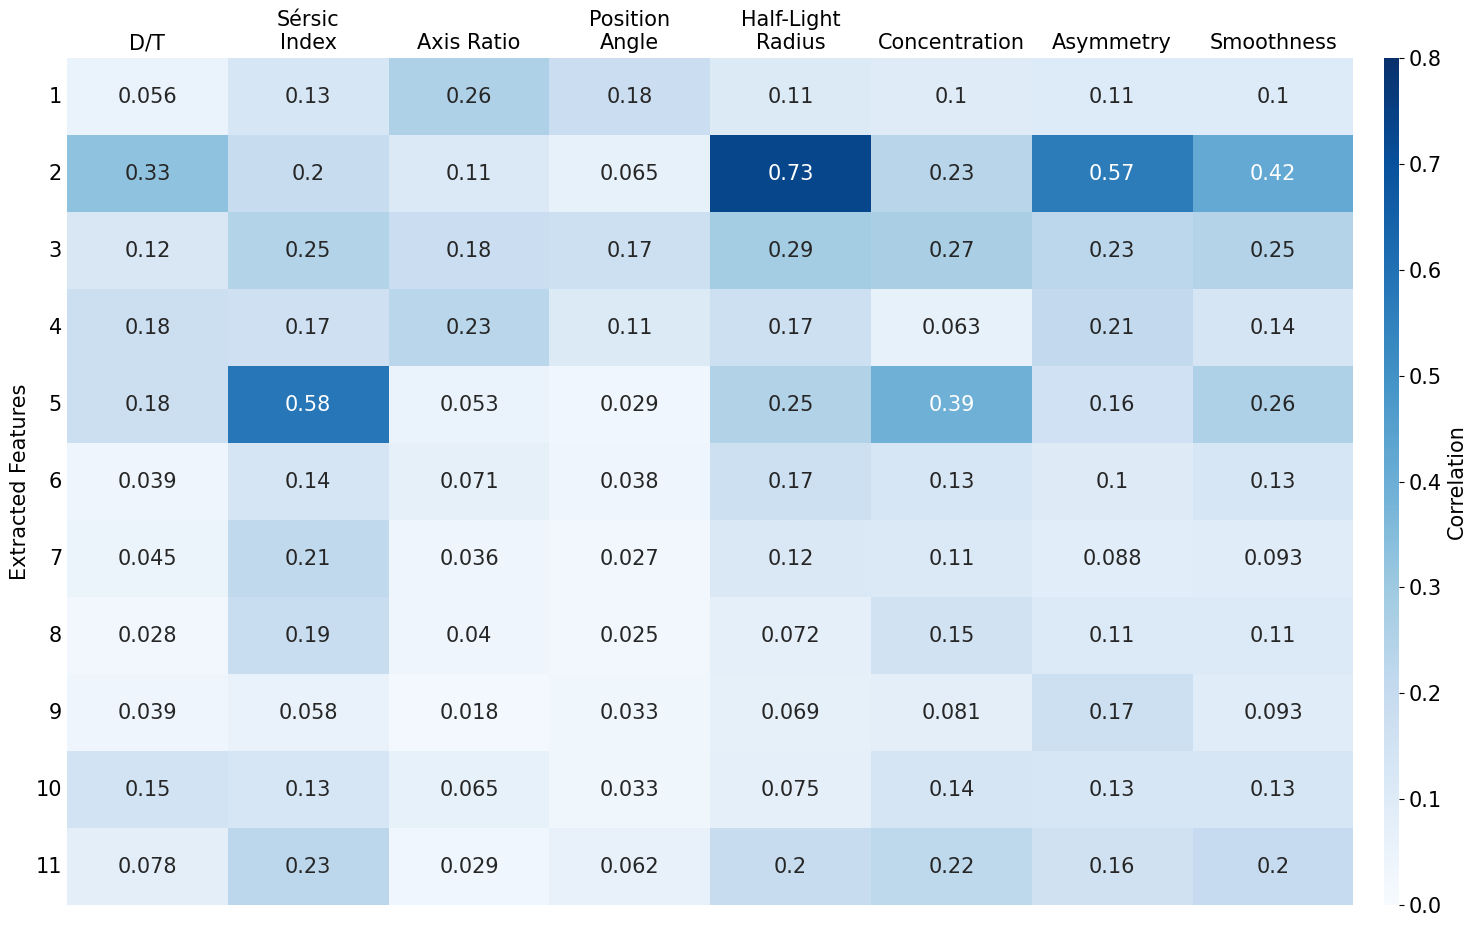 Sérsic Position Half-Light
D/T Index Axis Ratio Angle Radius Concentration Asymmetry Smoothness
1 0.056 0.13 0.26 0.18 0.11 0.1 0.11 0.1
2 0.33 0.2 0.11 0.065 0.73 0.23 0.57 0.42
3 0.12 0.25 0.18 0.17 0.29 0.27 0.23 0.25
4 0.18 0.17 0.23 0.11 0.17 0.063 0.21 0.14
5 0.18 0.58 0.053 0.029 0.25 0.39 0.16 0.26
6 0.039 0.14 0.071 0.038 0.17 0.13 0.1 0.13
7 0.045 0.21 0.036 0.027 0.12 0.11 0.088 0.093
8 0.028 0.19 0.04 0.025 0.072 0.15 0.11 0.11
9 0.039 0.058 0.018 0.033 0.069 0.081 0.17 0.093
10 0.15 0.13 0.065 0.033 0.075 0.14 0.13 0.13
11 0.078 0.23 0.029 0.062 0.2 0.22 0.16 0.2
Extracted Features
0.8
0.7
0.6
0.5
0.4
0.3
0.2
0.1
0.0
Correlation